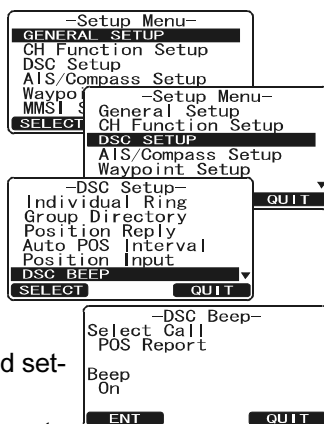 —Setup Menu—
GENERAL SETUP
CH Function Setup
DSC Setup
AIS/Compass Setup
SELECT
—Setup Menu—
General Setup
CH Function Setup
DSC SETUP
AIS/Compass Setup
Waypoint Setup
QUIT
—DSC Setup—
Individual Ring
Group Directory
Position Reply
Auto POS Interval
Position Input
DSC BEEP
SELECT QUIT
—DSC Beep—
Select Call
POS Report
d set-
Beep
On
ENT QUIT